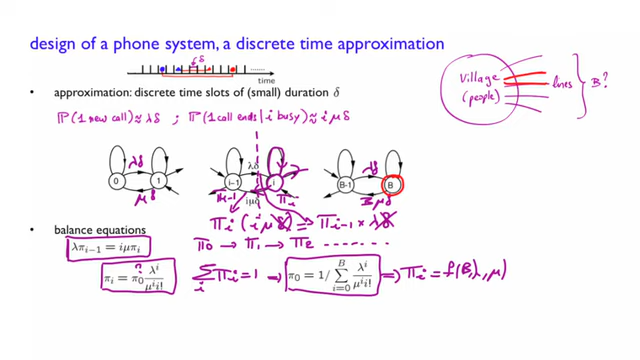 design of a phone system, a discrete time approximation
δ
time
Village
(people)
lines
B?
• approximation: discrete time slots of (small) duration δ
ℙ(1 new call) ≈ λδ ; ℙ(1 call ends | i busy) ≈ iμδ
λδ
λδ
λδ
0
1
i−1
i
B-1
B
μδ
iμδ
Bμδ
πi−1
πi
πi (iμδ) = πi−1 × λδ
• balance equations
π0 → π1 → π2 ........
λπi−1 = iμπi
πi = π0 λ^i / μ^i i!
?
∑i πi = 1 ⇒
π0 = 1/ ∑_{i=0}^{B} λ^i / μ^i i!
⇒ πi = f(B, λ, μ)